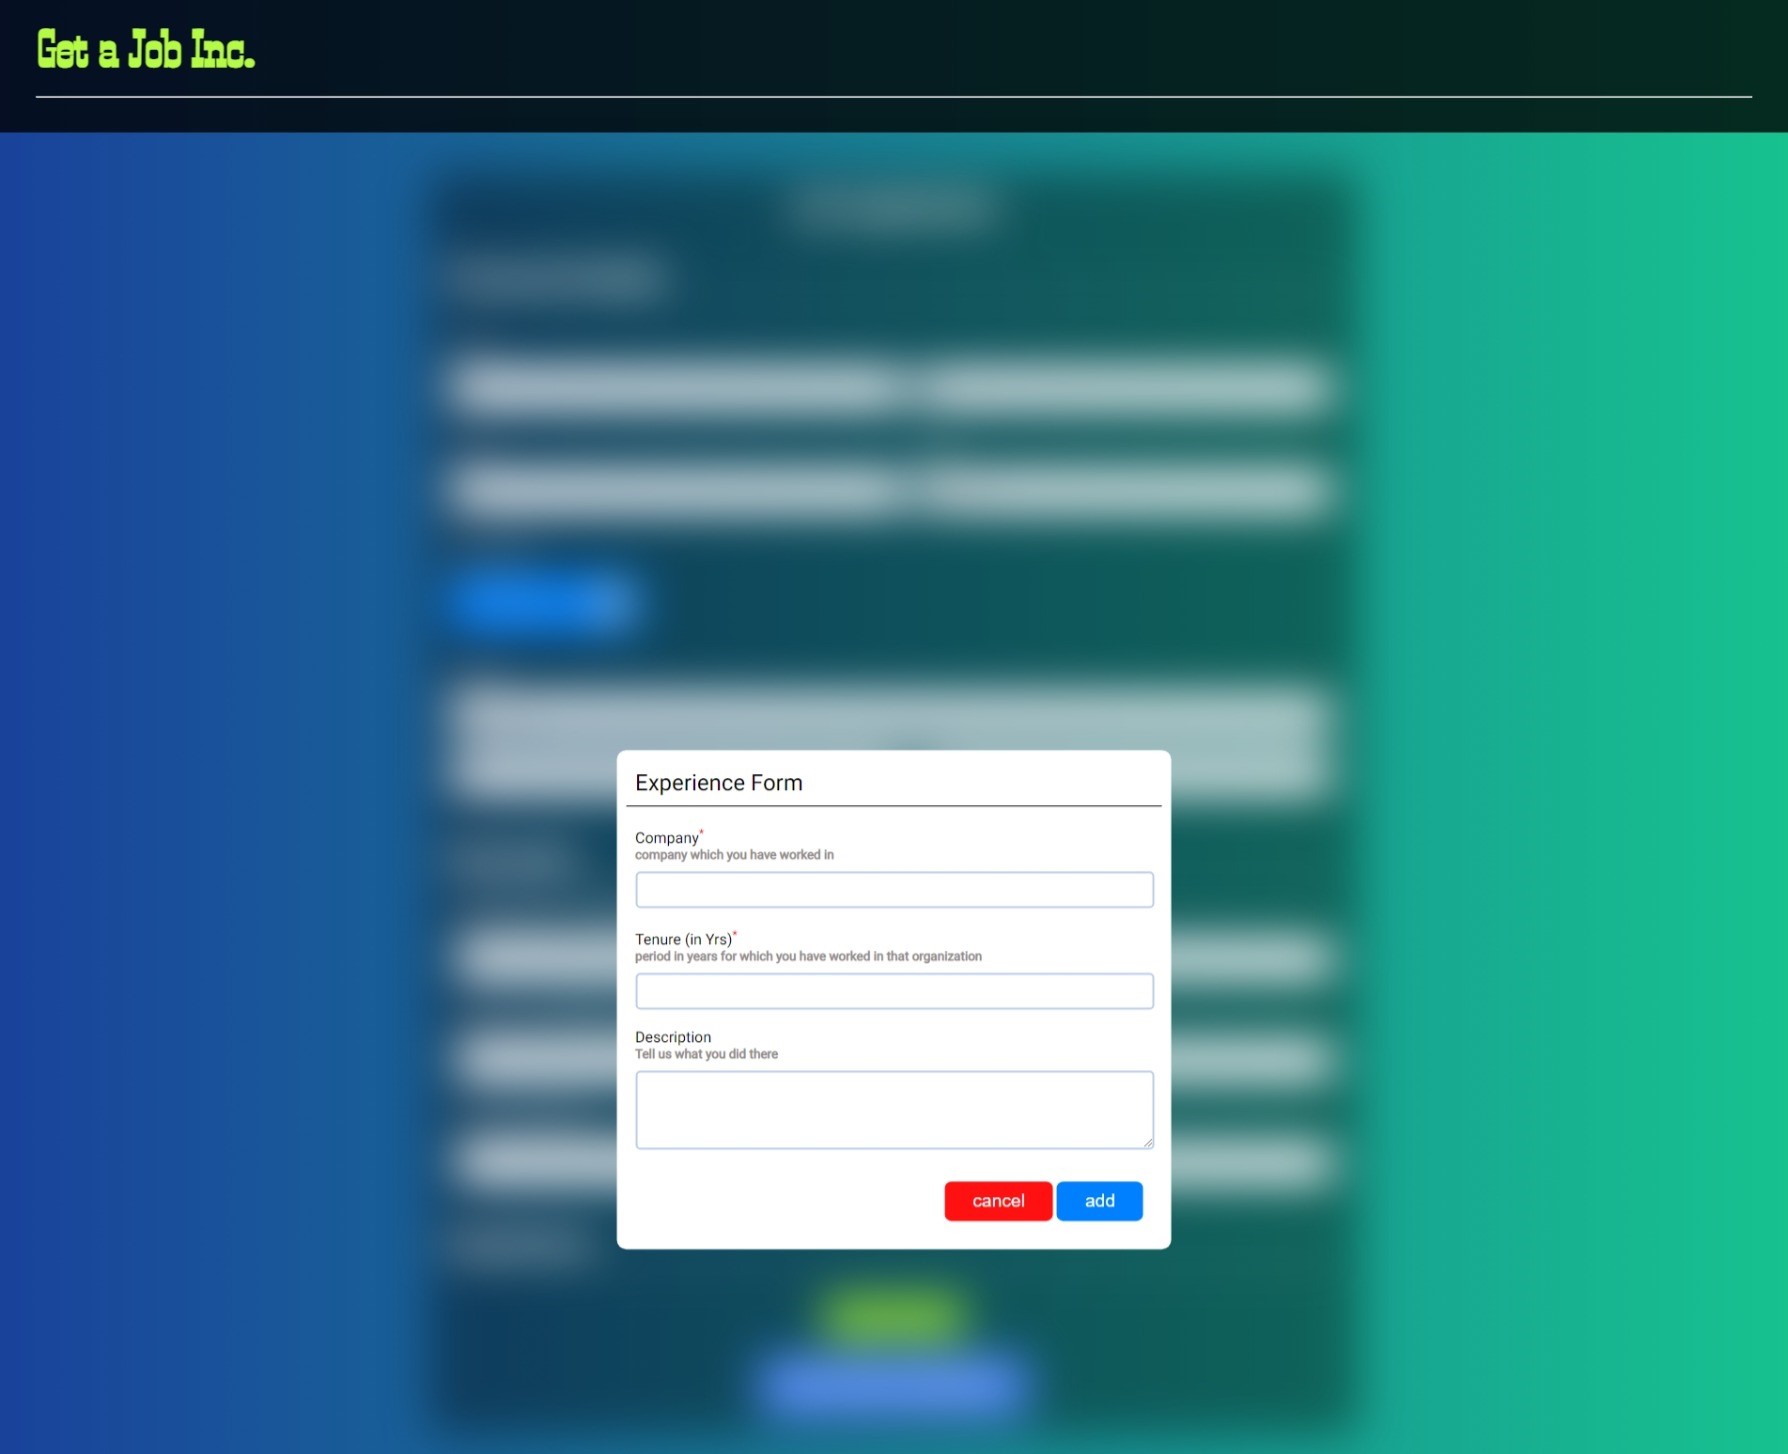 Get a Job Inc.
Experience Form
Company*
company which you have worked in
Tenure (in Yrs)*
period in years for which you have worked in that organization
Description
Tell us what you did there
cancel add